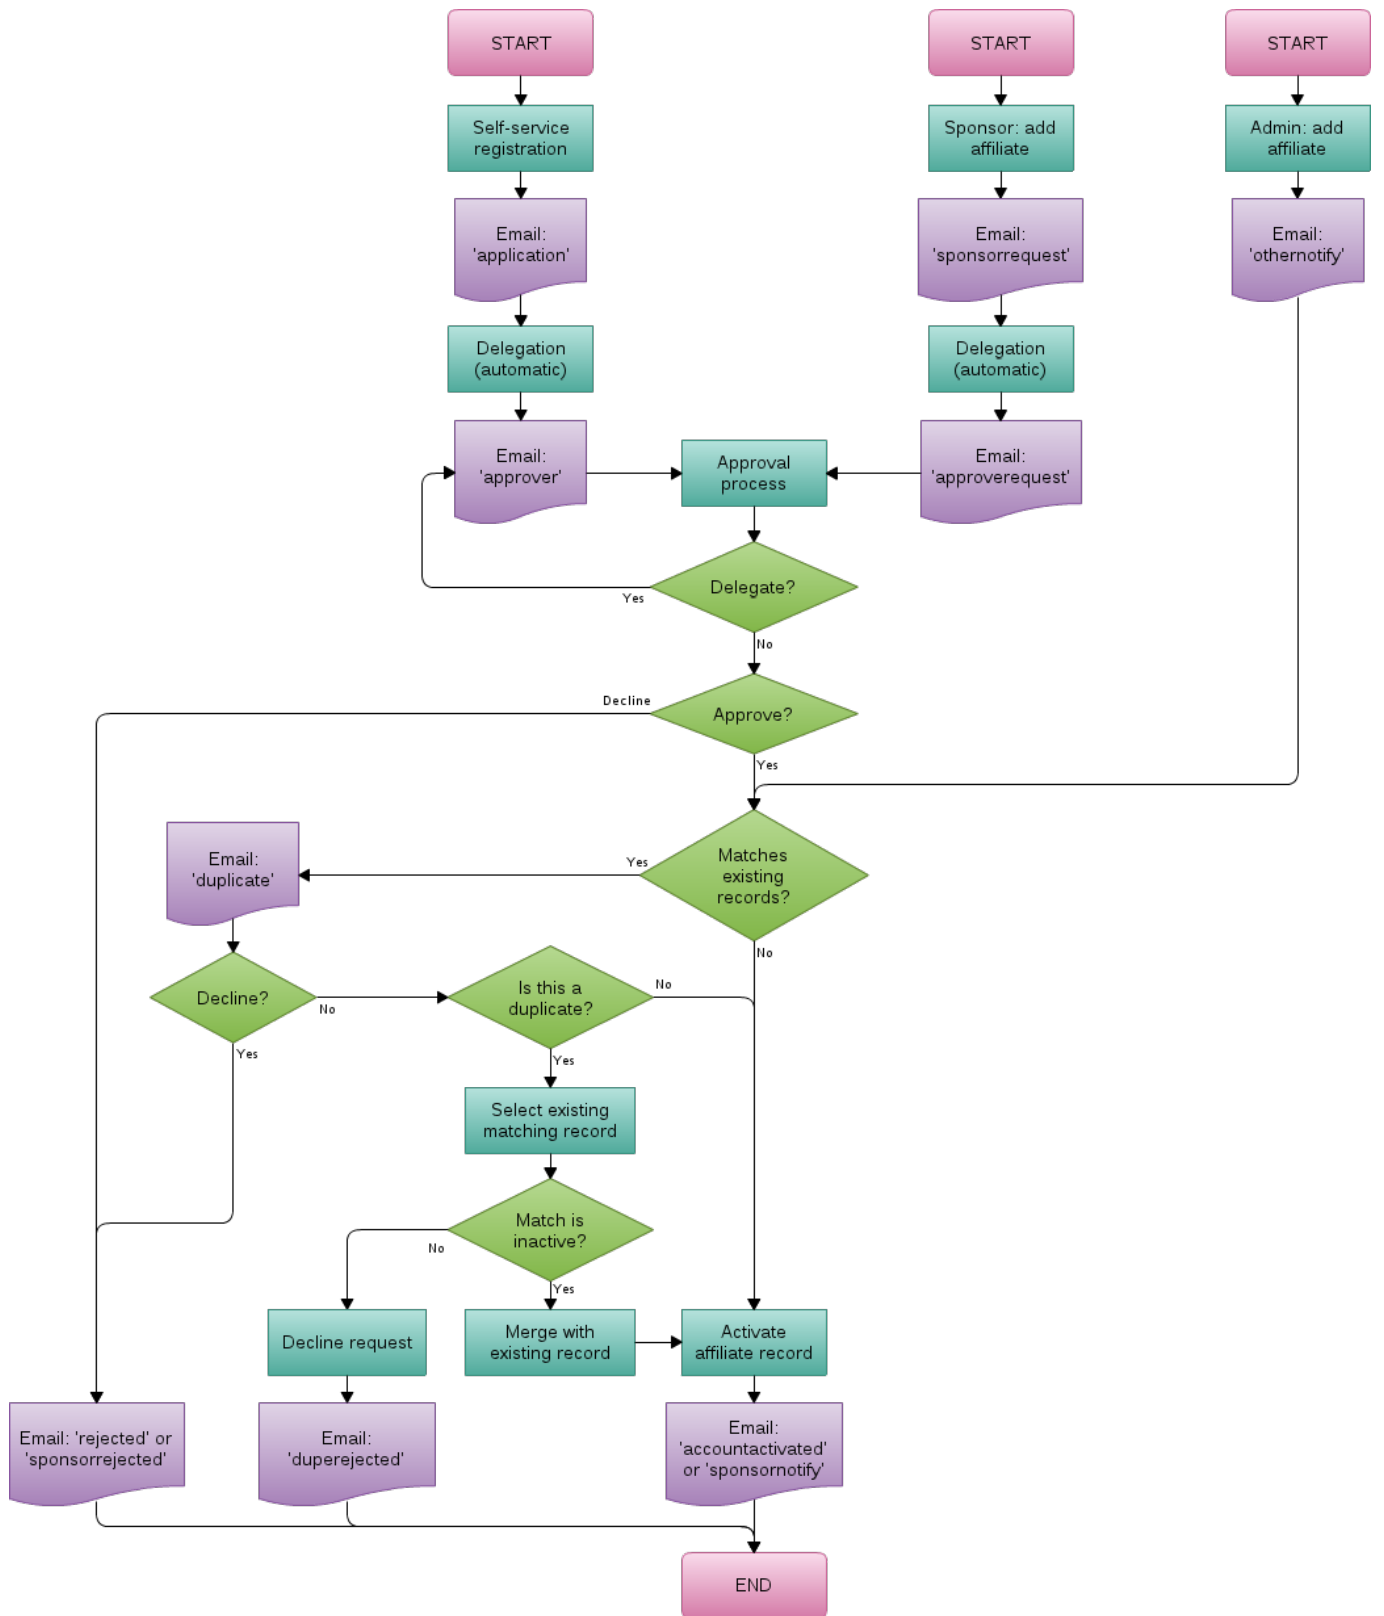 START
START
START
Self-service
registration
Sponsor: add
affiliate
Admin: add
affiliate
Email:
'application'
Email:
'sponsorrequest'
Email:
'othernotify'
Delegation
(automatic)
Delegation
(automatic)
Email:
'approver'
Approval
process
Email:
'approverequest'
Delegate?
Yes
No
Decline
Approve?
Yes
Email:
'duplicate'
Yes
Matches
existing
records?
No
Decline?
No
Yes
Is this a
duplicate?
No
Yes
Select existing
matching record
Match is
inactive?
No
Yes
Decline request
Merge with
existing record
Activate
affiliate record
Email: 'rejected' or
'sponsorrejected'
Email:
'duperejected'
Email:
'accountactivated'
or 'sponsornotify'
END